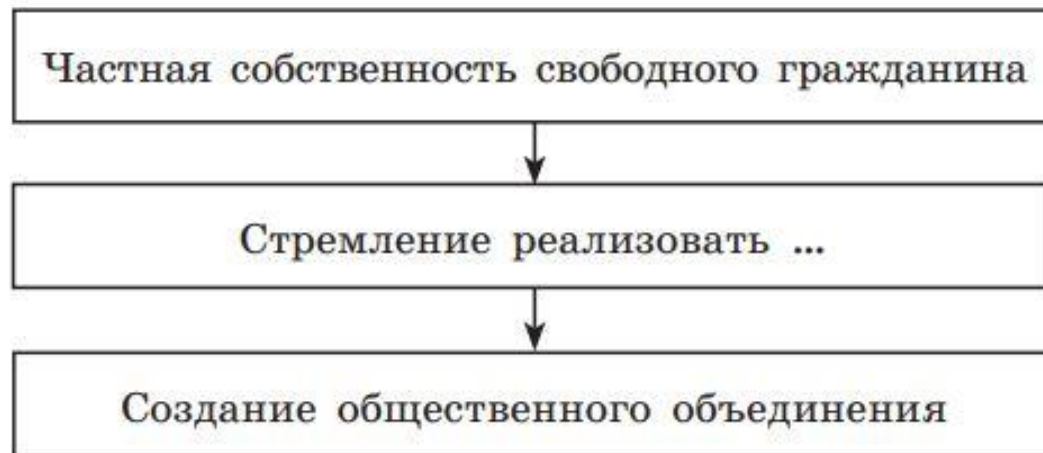 Частная собственность свободного гражданина
Стремление реализовать ...
Создание общественного объединения